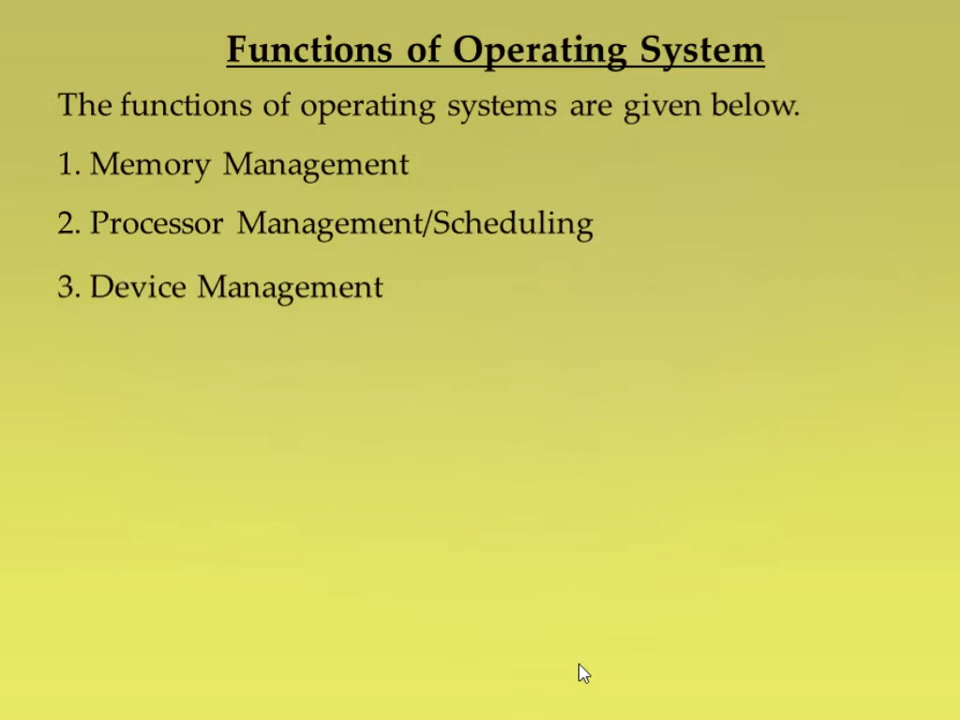 Functions of Operating System
The functions of operating systems are given below.
1. Memory Management
2. Processor Management/Scheduling
3. Device Management